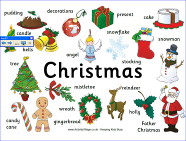 pudding
decorations
present
cake
candle
snowflake
snowman
bells
angel
stocking
Christmas
tree
mistletoe
reindeer
holly
wreath
candy
cane
gingerbread
Father
Christmas